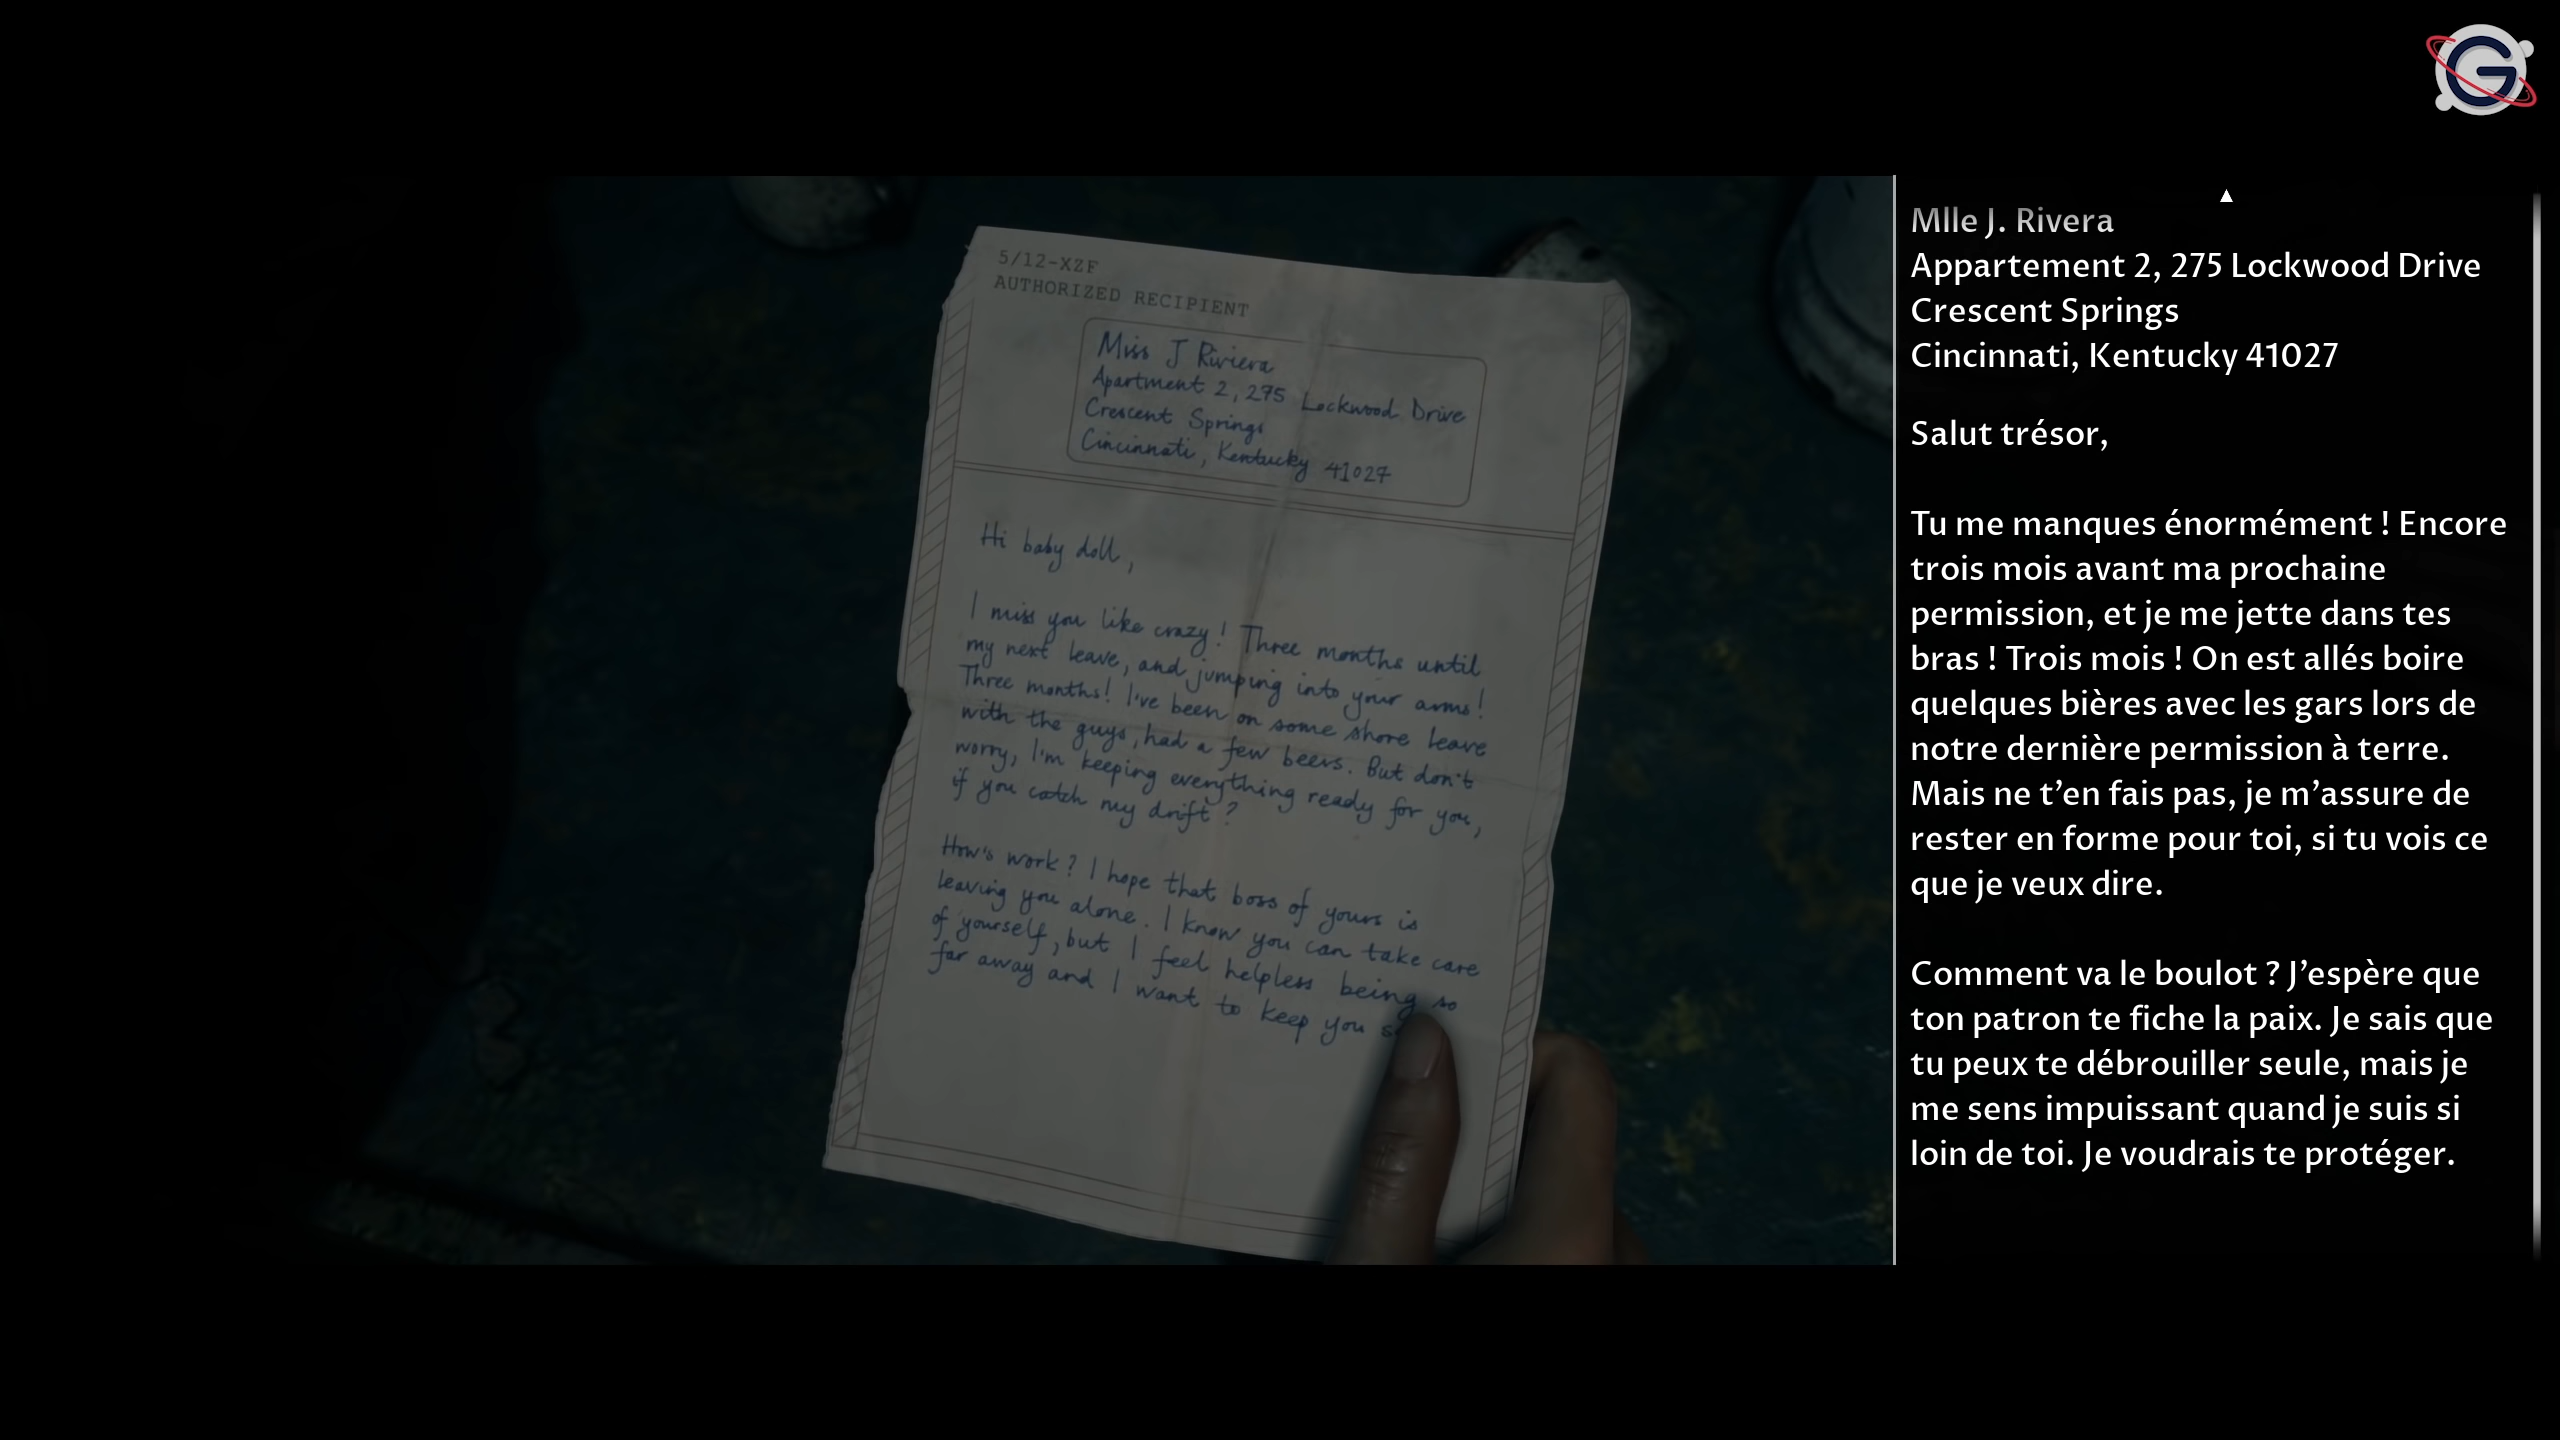 5/12-XZF
AUTHORIZED RECIPIENT
Miss J Riviera
Apartment 2, 275 Lockwood Drive
Crescent Springs
Cincinnati, Kentucky 41027
Hi baby doll,
I miss you like crazy! Three months until
my next leave, and jumping into your arms!
Three months! I've been on some shore leave
with the guys, had a few beers. But don't
worry, I'm keeping everything ready for you,
if you catch my drift?
How's work? I hope that boss of yours is
leaving you alone. I know you can take care
of yourself, but I feel helpless being so
far away and I want to keep you
Mlle J. Rivera
Appartement 2, 275 Lockwood Drive
Crescent Springs
Cincinnati, Kentucky 41027
Salut trésor,
Tu me manques énormément ! Encore
trois mois avant ma prochaine
permission, et je me jette dans tes
bras ! Trois mois ! On est allés boire
quelques bières avec les gars lors de
notre dernière permission à terre.
Mais ne t'en fais pas, je m'assure de
rester en forme pour toi, si tu vois ce
que je veux dire.
Comment va le boulot ? J'espère que
ton patron te fiche la paix. Je sais que
tu peux te débrouiller seule, mais je
me sens impuissant quand je suis si
loin de toi. Je voudrais te protéger.
G